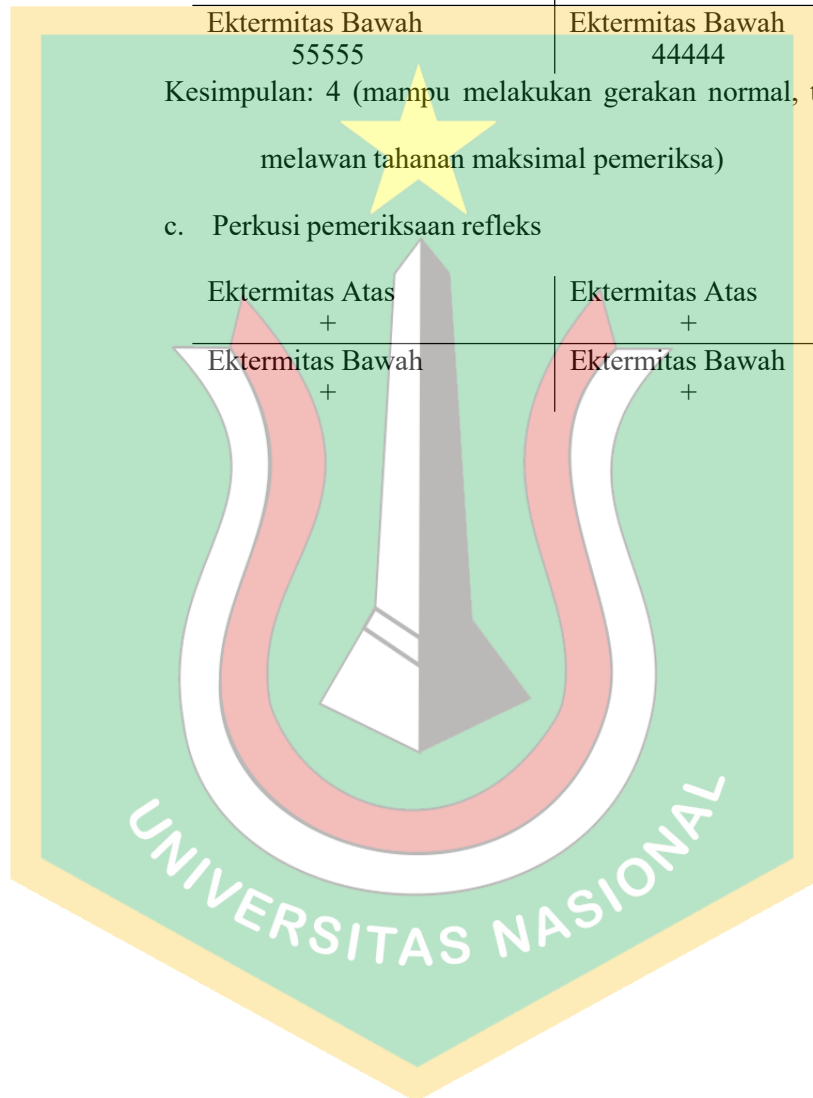 Ektermitas Bawah Ektermitas Bawah
55555 44444
Kesimpulan: 4 (mampu melakukan gerakan normal,
melawan tahanan maksimal pemeriksa)
c. Perkusi pemeriksaan refleks
Ektermitas Atas Ektermitas Atas
+ +
Ektermitas Bawah Ektermitas Bawah
+ +
UNIVERSITAS NASIONAL